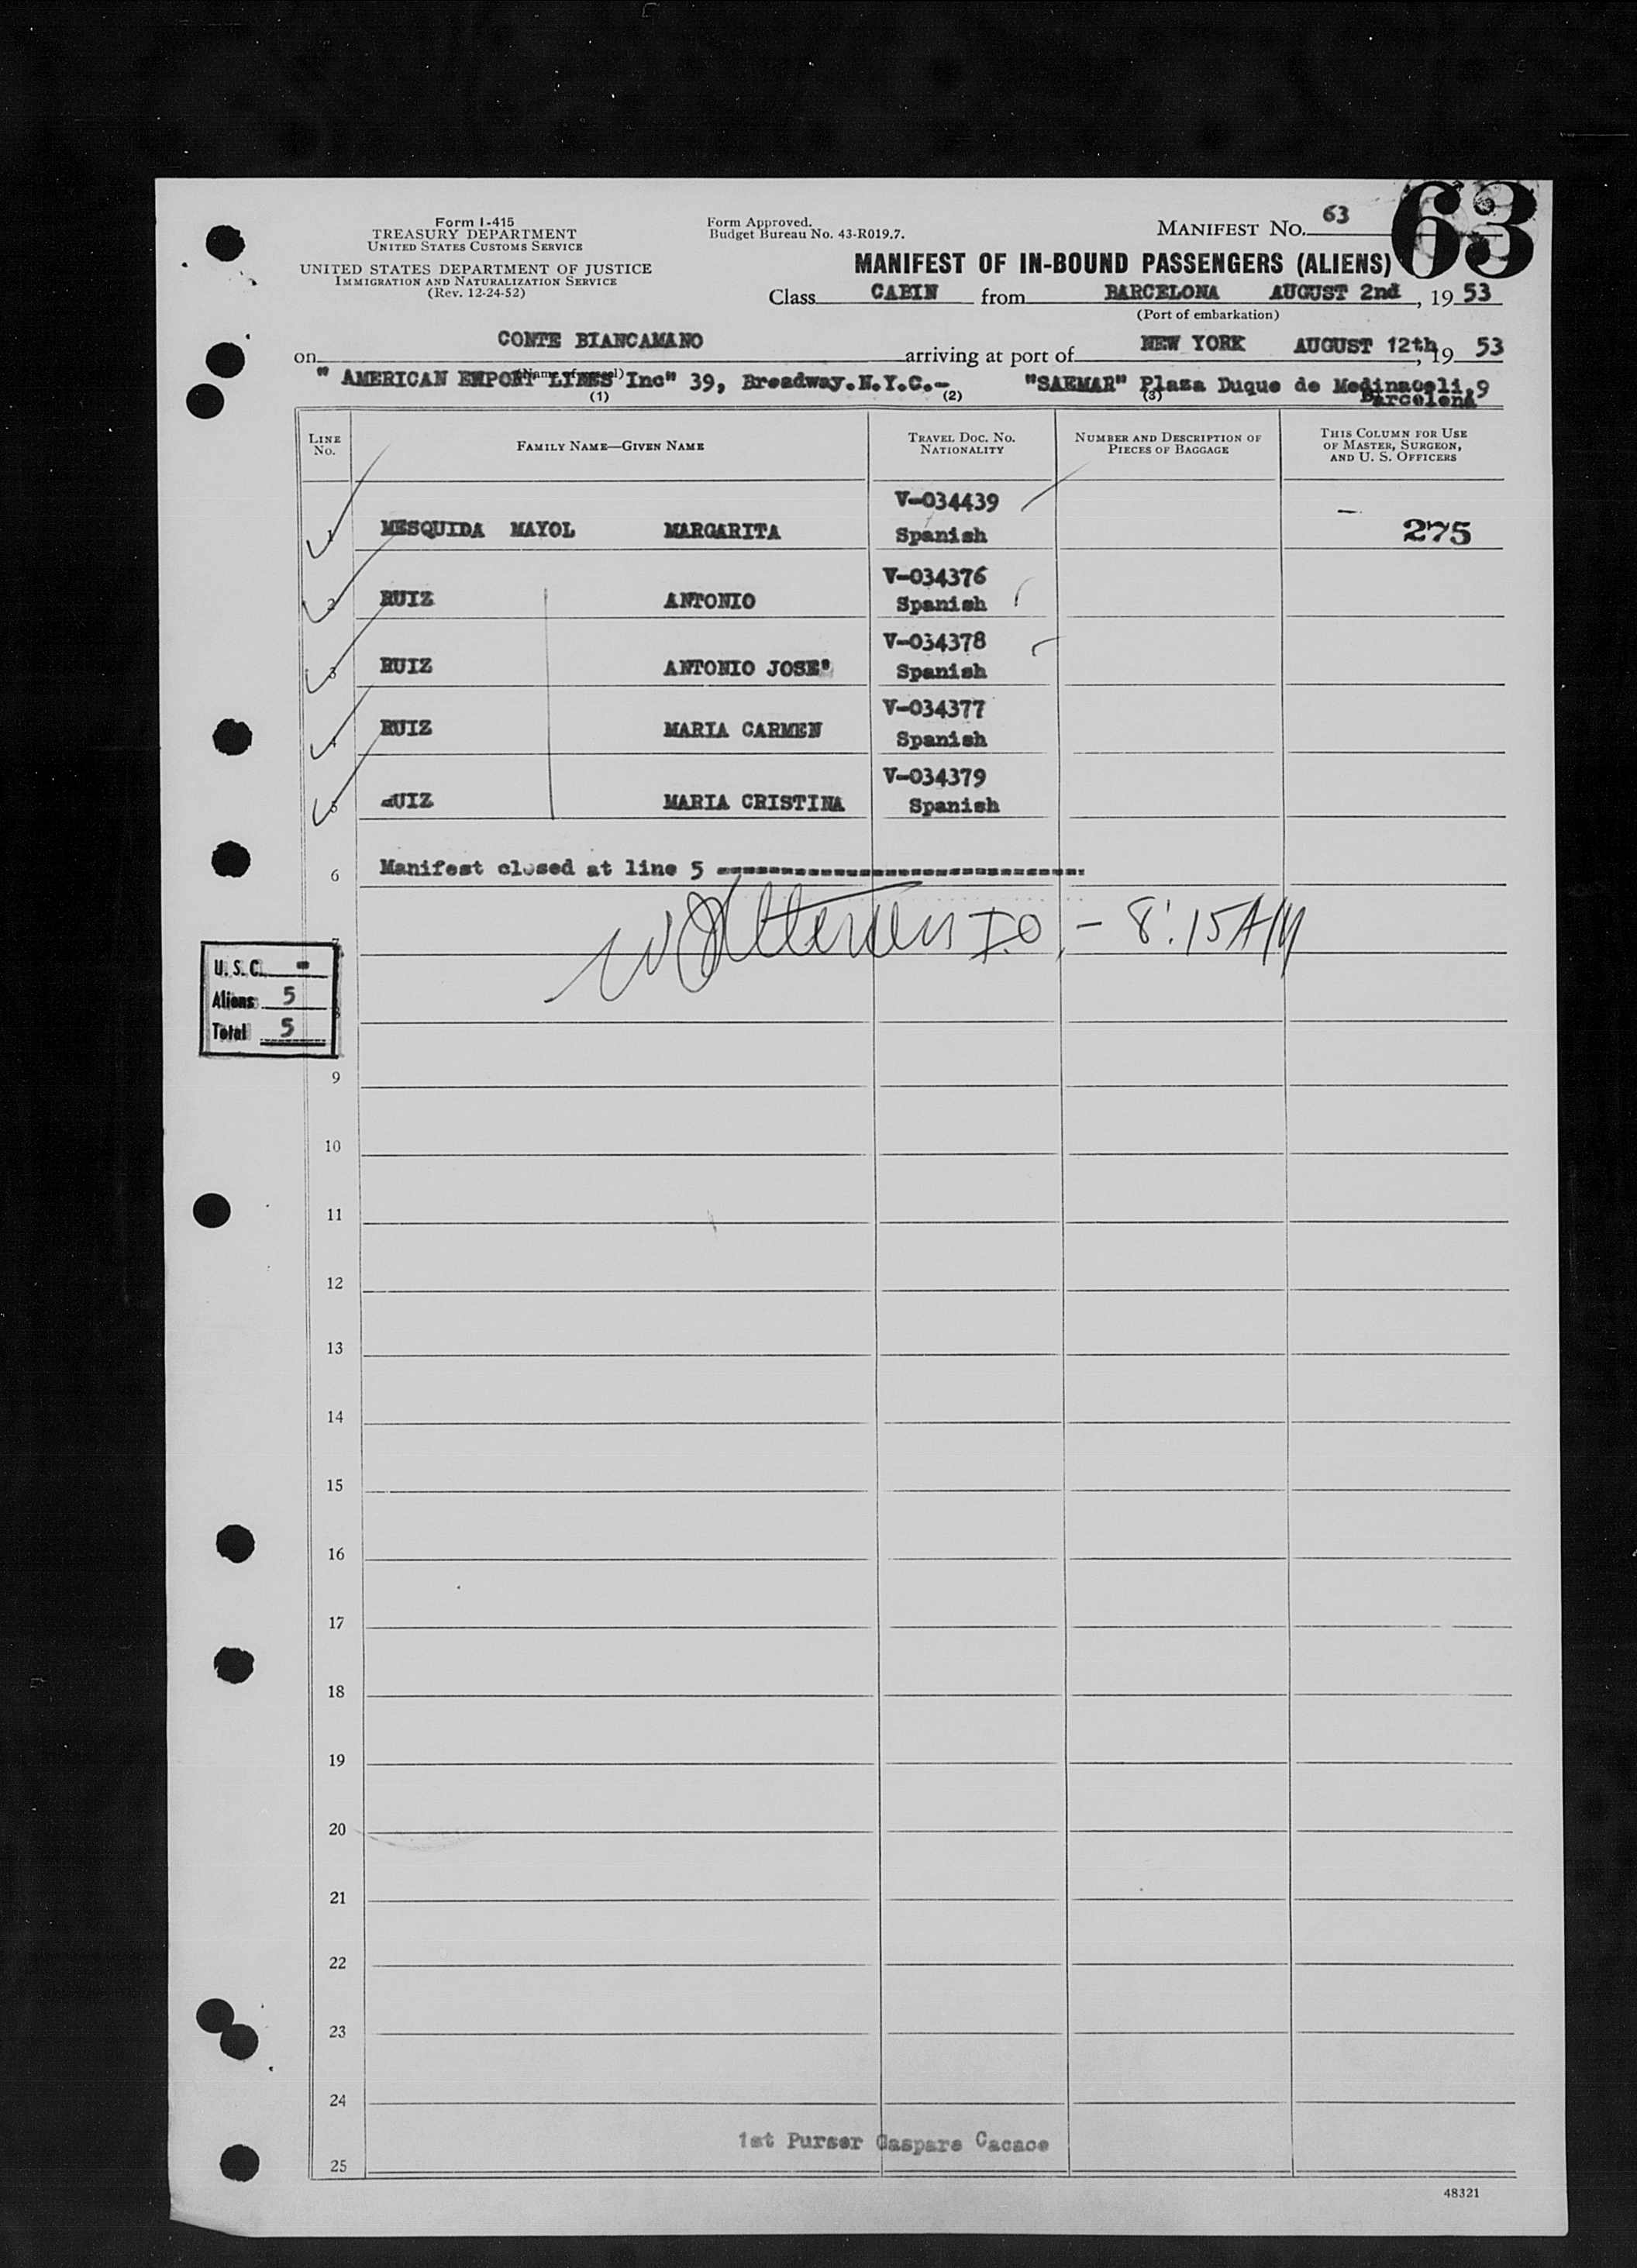 Form I-415
TREASURY DEPARTMENT
UNITED STATES CUSTOMS SERVICE
UNITED STATES DEPARTMENT OF JUSTICE
IMMIGRATION AND NATURALIZATION SERVICE
(Rev. 12-24-52)
Form Approved.
Budget Bureau No. 43-R019.7.
MANIFEST No. 63
63
MANIFEST OF IN-BOUND PASSENGERS (ALIENS)
Class CABIN from BARCELONA AUGUST 2nd, 19 53
(Port of embarkation)
on CONTE BIANCAMANO arriving at port of NEW YORK AUGUST 12th, 19 53
(Name of vessel)
" AMERICAN EXPORT LINES Inc" 39, Broadway.N.Y.C.- "SAEMAR" Plaza Duque de Medinaceli,9
Barcelona
(1) (2) (3)
LINE No. FAMILY NAME—GIVEN NAME TRAVEL DOC. NO. NATIONALITY NUMBER AND DESCRIPTION OF PIECES OF BAGGAGE THIS COLUMN FOR USE OF MASTER, SURGEON, AND U. S. OFFICERS
V-034439
1 MESQUIDA MAYOL MARGARITA Spanish - 275
V-034376
2 RUIZ ANTONIO Spanish
V-034378
3 RUIZ ANTONIO JOSE" Spanish
V-034377
4 RUIZ MARIA CARMEN Spanish
V-034379
5 RUIZ MARIA CRISTINA Spanish
6 Manifest closed at line 5 ------------------------------
I.O. - 8:15 AM
7
U. S. C. -
Aliens 5
Total 5
8
9
10
11
12
13
14
15
16
17
18
19
20
21
22
23
24
1st Purser Gaspare Cacace
25
48321